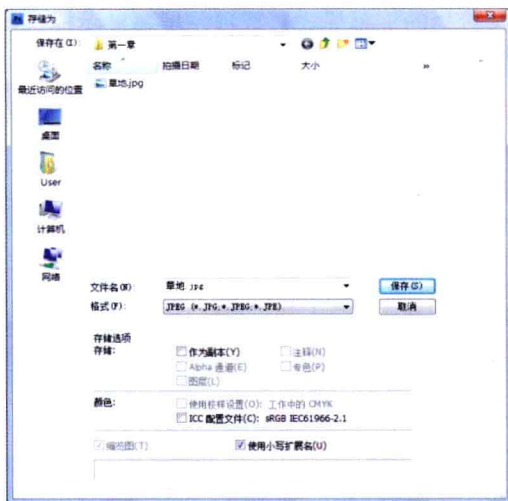 Ps 存储为
保存在(I): 第一章
名称 拍摄日期 标记 大小 »
草地.jpg
最近访问的位置
桌面
User
计算机
网络
文件名(N): 草地.jpg 保存(S)
格式(F): JPEG (*.JPG;*.JPEG;*.JPE) 取消
存储选项
存储: 作为副本(Y) 注释(N)
Alpha 通道(E) 专色(P)
图层(L)
颜色: 使用校样设置(O): 工作中的 CMYK
ICC 配置文件(C): sRGB IEC61966-2.1
缩览图(T) 使用小写扩展名(U)